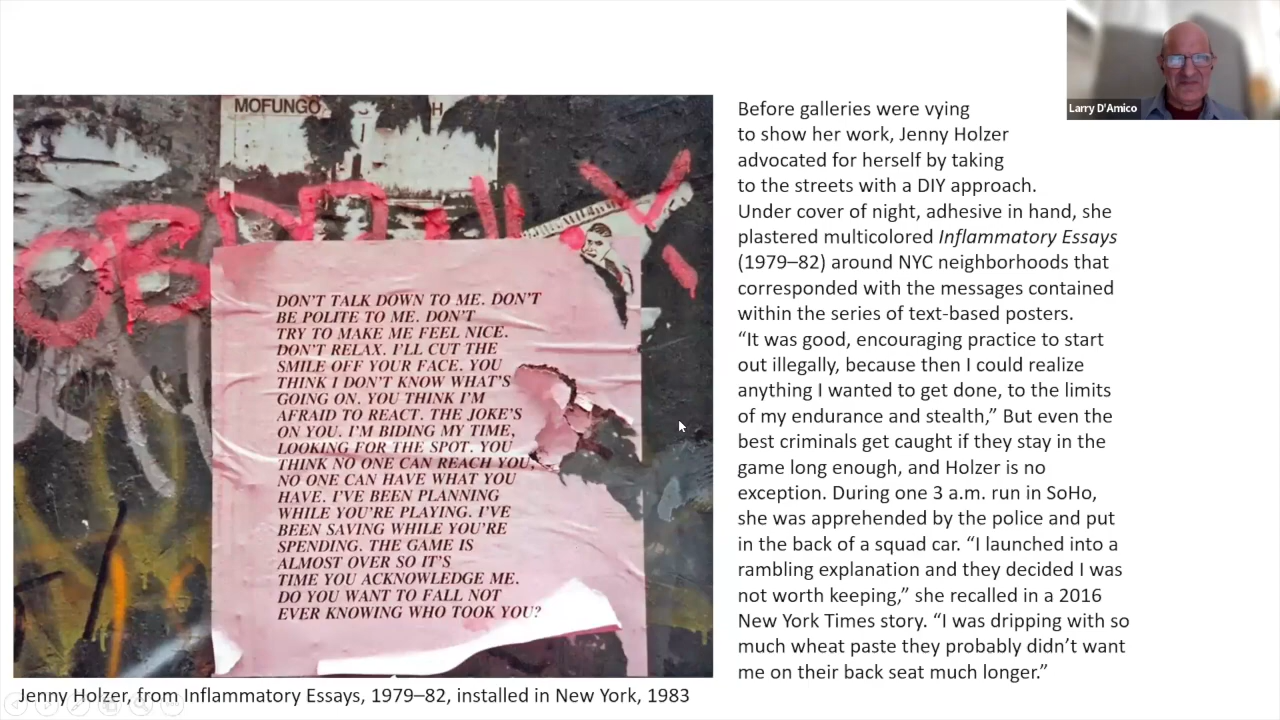 MOFUNGO
H
DON'T TALK DOWN TO ME. DON'T
BE POLITE TO ME. DON'T
TRY TO MAKE ME FEEL NICE.
DON'T RELAX. I'LL CUT THE
SMILE OFF YOUR FACE. YOU
THINK I DON'T KNOW WHAT'S
GOING ON. YOU THINK I'M
AFRAID TO REACT. THE JOKE'S
ON YOU. I'M BIDING MY TIME,
LOOKING FOR THE SPOT. YOU
THINK NO ONE CAN REACH YOU,
NO ONE CAN HAVE WHAT YOU
HAVE. I'VE BEEN PLANNING
WHILE YOU'RE PLAYING. I'VE
BEEN SAVING WHILE YOU'RE
SPENDING. THE GAME IS
ALMOST OVER SO IT'S
TIME YOU ACKNOWLEDGE ME.
DO YOU WANT TO FALL NOT
EVER KNOWING WHO TOOK YOU?
Jenny Holzer, from Inflammatory Essays, 1979–82, installed in New York, 1983
Before galleries were vying
to show her work, Jenny Holzer
advocated for herself by taking
to the streets with a DIY approach.
Under cover of night, adhesive in hand, she
plastered multicolored Inflammatory Essays
(1979–82) around NYC neighborhoods that
corresponded with the messages contained
within the series of text-based posters.
“It was good, encouraging practice to start
out illegally, because then I could realize
anything I wanted to get done, to the limits
of my endurance and stealth,” But even the
best criminals get caught if they stay in the
game long enough, and Holzer is no
exception. During one 3 a.m. run in SoHo,
she was apprehended by the police and put
in the back of a squad car. “I launched into a
rambling explanation and they decided I was
not worth keeping,” she recalled in a 2016
New York Times story. “I was dripping with so
much wheat paste they probably didn’t want
me on their back seat much longer.”
Larry D'Amico